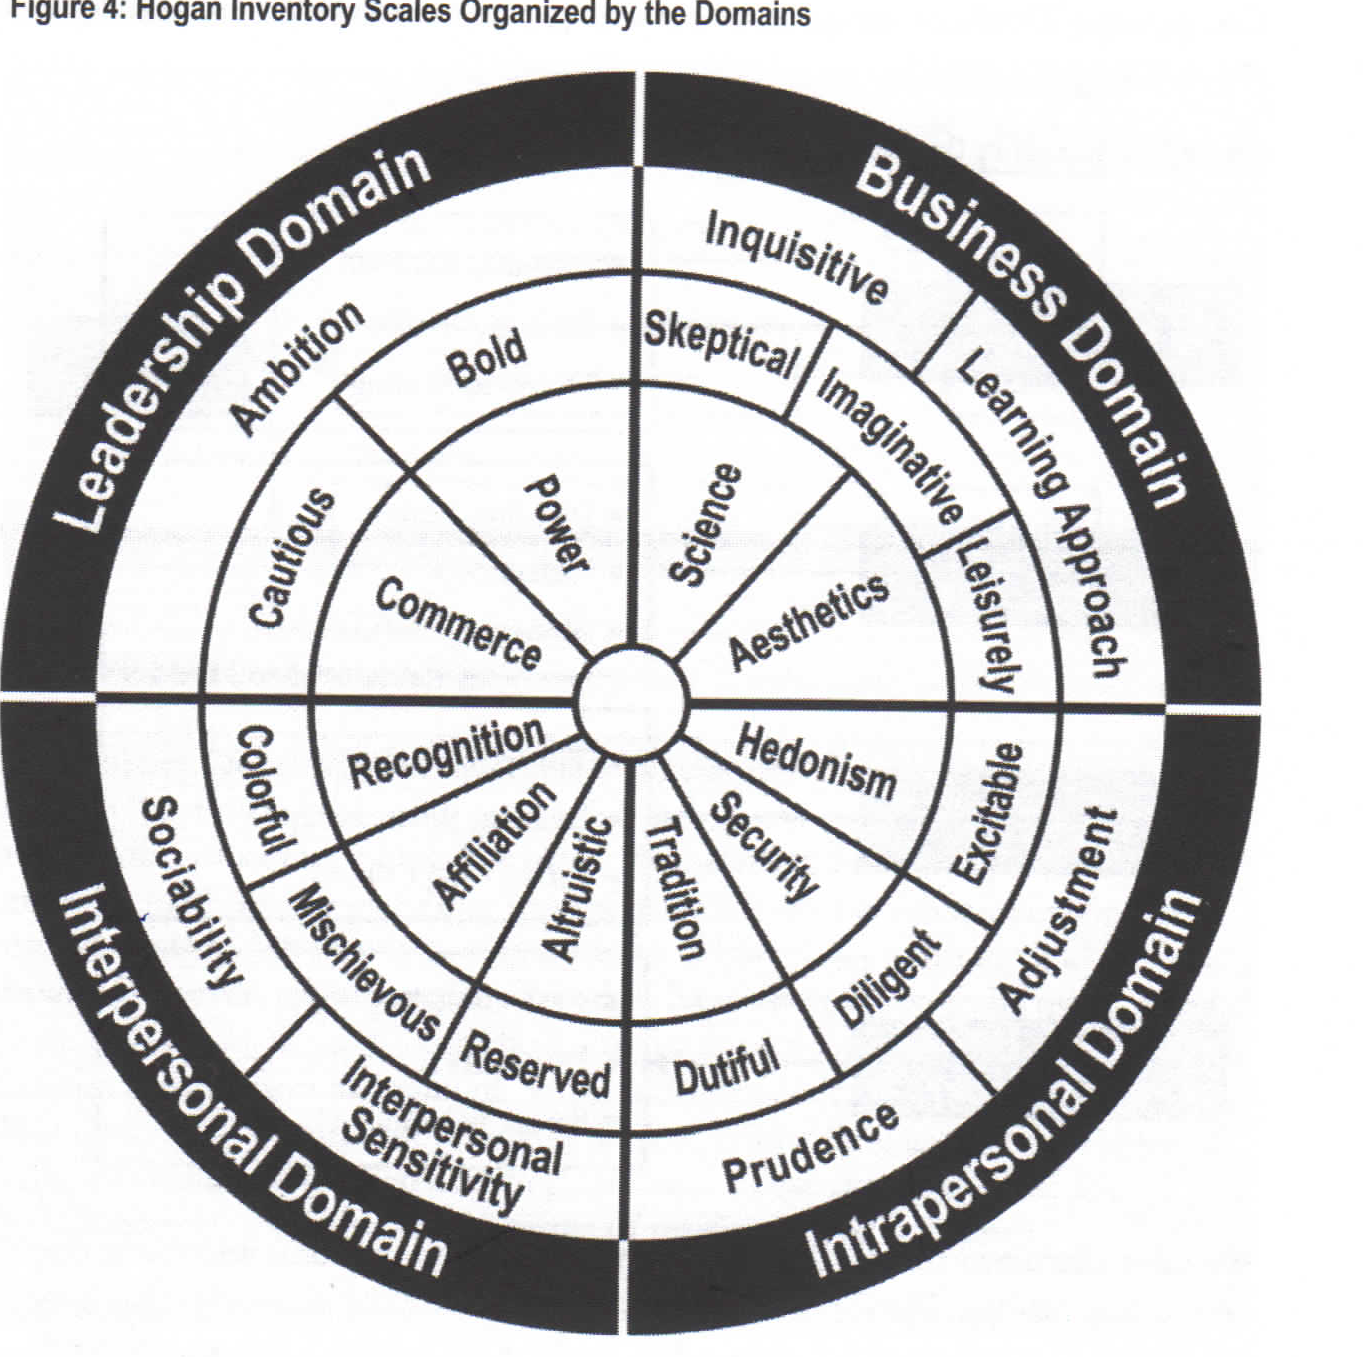 Figure 4: Hogan Inventory Scales Organized by the Domains
Leadership Domain
Business Domain
Ambition
Inquisitive
Learning Approach
Bold
Cautious
Skeptical
Imaginative
Leisurely
Power
Commerce
Science
Aesthetics
Recognition
Affiliation
Altruistic
Tradition
Security
Hedonism
Colorful
Mischievous
Reserved
Dutiful
Diligent
Excitable
Sociability
Interpersonal
Sensitivity
Prudence
Adjustment
Interpersonal Domain
Intrapersonal Domain